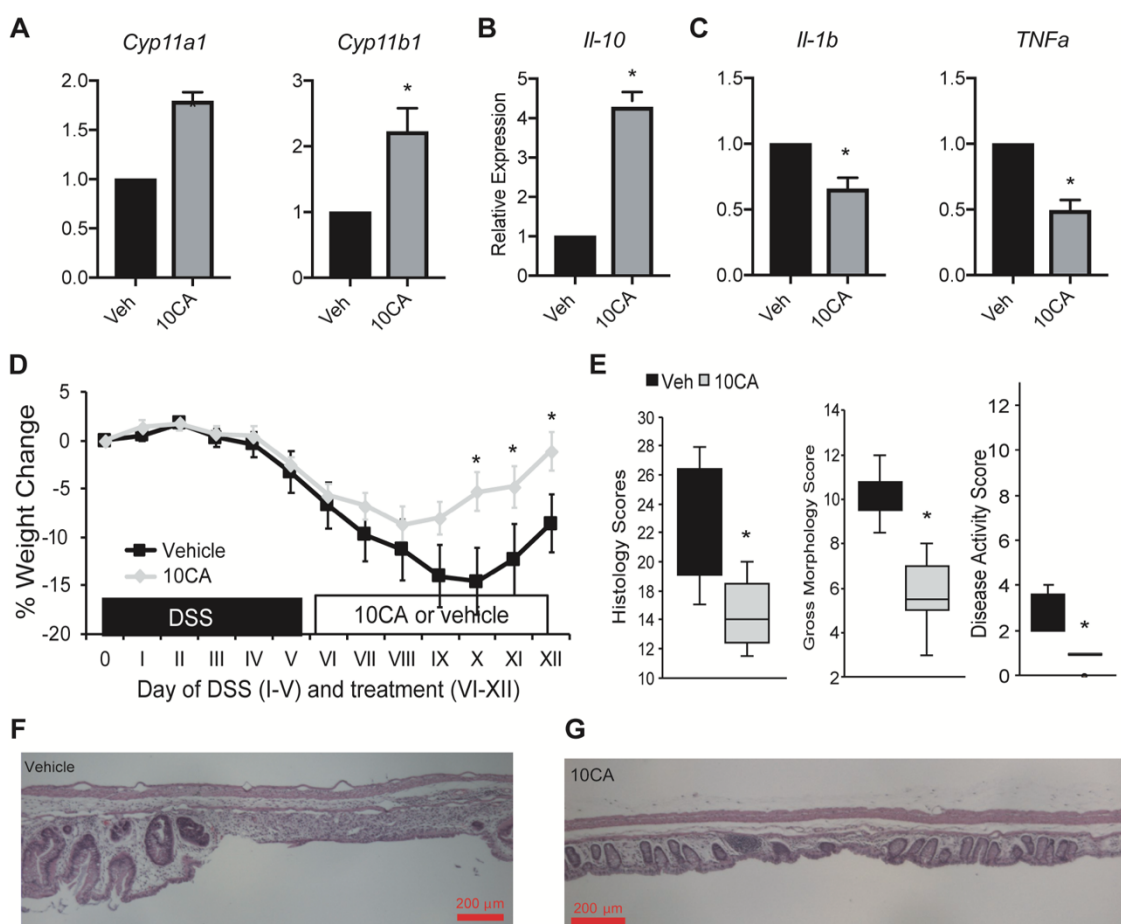 A
Cyp11a1
2.0
1.5
1.0
0.5
0.0
Veh
10CA
*
Cyp11b1
3
2
1
0
Veh
10CA
*
B
Il-10
Relative Expression
5
4
3
2
1
0
Veh
10CA
*
C
Il-1b
1.5
1.0
0.5
0.0
Veh
10CA
*
TNFa
1.5
1.0
0.5
0.0
Veh
10CA
*
D
% Weight Change
5
0
-5
-10
-15
-20
* * *
Vehicle
10CA
DSS
10CA or vehicle
0 I II III IV V VI VII VIII IX X XI XII
Day of DSS (I-V) and treatment (VI-XII)
E
Veh 10CA
Histology Scores
30
28
26
24
22
20
18
16
14
12
10
*
Gross Morphology Score
14
12
10
8
6
4
2
*
Disease Activity Score
12
10
8
6
4
2
0
*
F
Vehicle
200 µm
G
10CA
200 µm